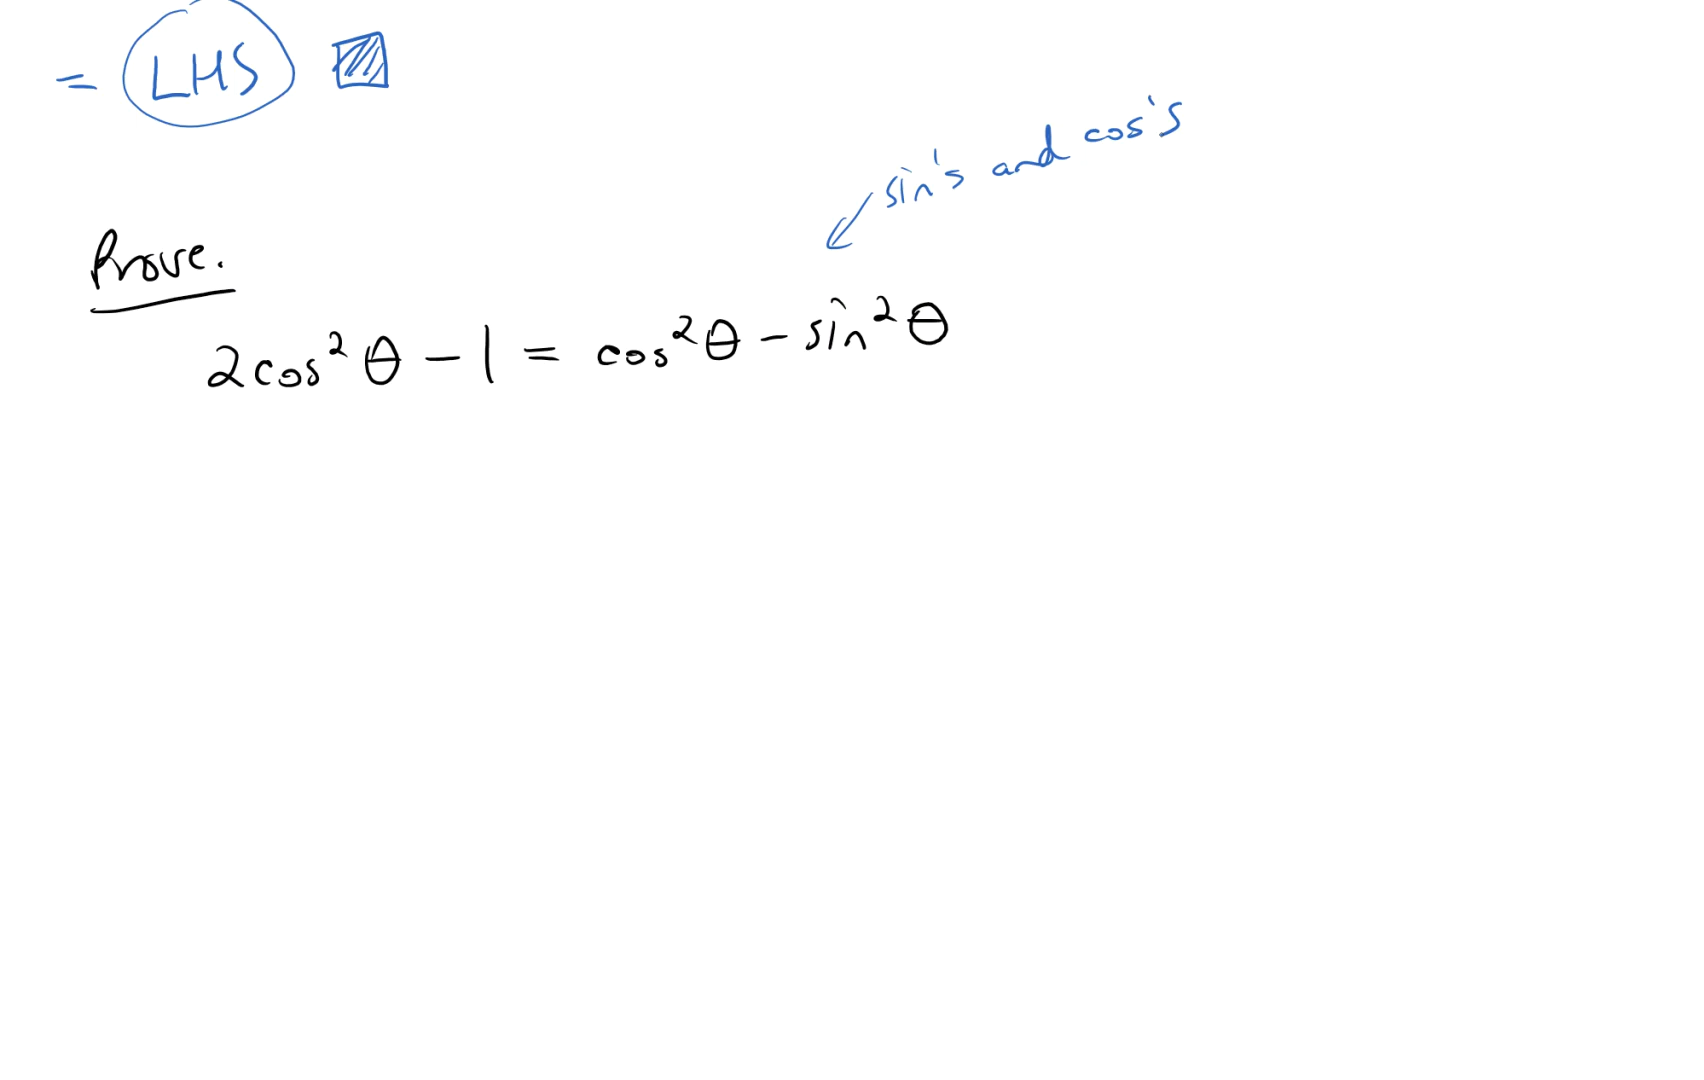 = LHS
sin's and cos's
Prove.
2cos²θ - 1 = cos²θ - sin²θ